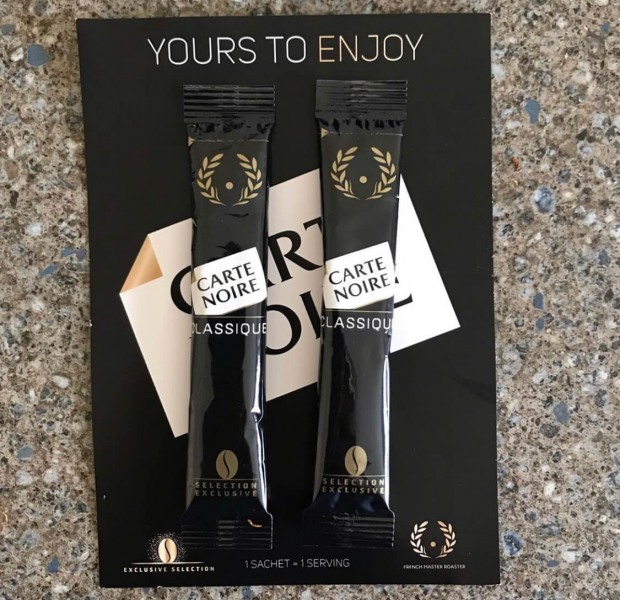 YOURS TO ENJOY
CARTE
NOIRE
CLASSIQUE
SELECTION
EXCLUSIVE
CARTE
NOIRE
CLASSIQU
SELECTION
EXCLUSIVE
EXCLUSIVE SELECTION
1 SACHET = 1 SERVING
FRENCH MASTER ROASTER